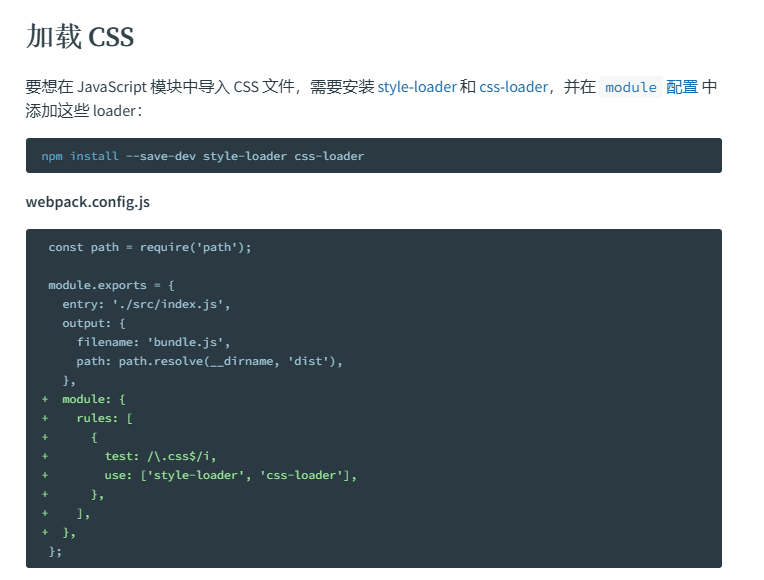 加载 CSS
要想在 JavaScript 模块中导入 CSS 文件，需要安装 style-loader 和 css-loader，并在 module 配置 中
添加这些 loader：
npm install --save-dev style-loader css-loader
webpack.config.js
 const path = require('path');

 module.exports = {
   entry: './src/index.js',
   output: {
     filename: 'bundle.js',
     path: path.resolve(__dirname, 'dist'),
   },
+  module: {
+    rules: [
+      {
+        test: /\.css$/i,
+        use: ['style-loader', 'css-loader'],
+      },
+    ],
+  },
 };